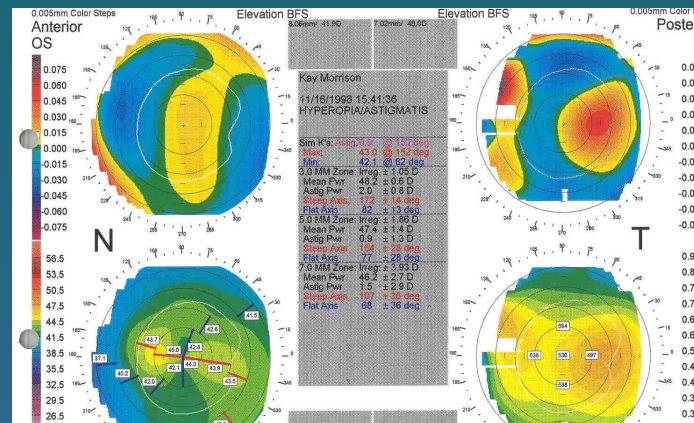 0.005mm Color Steps
Elevation BFS
8.06mm/ 41.9D
7.02mm/ 48.0D
Elevation BFS
0.005mm Color
Anterior
OS
Poste
0.075
0.060
0.045
0.030
0.015
0.000
-0.015
-0.030
-0.045
-0.060
-0.075
Kay Morrison
11/16/1998 15:41:36
HYPEROPIA/ASTIGMATIS
Sim K's: Astig: 0.9 @ 152 deg
Max: 43.0 @ 152 deg
Min: 42.1 @ 62 deg
3.0 MM Zone: Irreg: ± 1.05 D
Mean Pwr 48.2 ± 0.6 D
Astig Pwr 2.0 ± 0.8 D
Steep Axis 172 ± 14 deg
Flat Axis 82 ± 13 deg
5.0 MM Zone: Irreg: ± 1.86 D
Mean Pwr 47.4 ± 1.4 D
Astig Pwr 0.9 ± 1.3 D
Steep Axis 154 ± 28 deg
Flat Axis 77 ± 28 deg
7.0 MM Zone: Irreg: ± 3.93 D
Mean Pwr 46.2 ± 2.7 D
Astig Pwr 1.5 ± 2.9 D
Steep Axis 107 ± 36 deg
Flat Axis 68 ± 36 deg
N
T
56.5
53.5
50.5
47.5
44.5
41.5
38.5
35.5
32.5
29.5
26.5
41.5
42.6
43.7
45.0
42.8
37.1
40.2
42.0
42.1
44.3
43.9
43.5
554
538
530
497
538